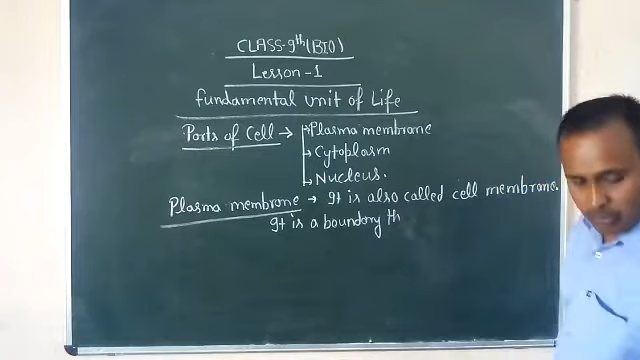 CLASS-9th(BIO)
Lesson-1
Fundamental unit of Life
Parts of Cell → Plasma membrane
→ Cytoplasm
→ Nucleus.
Plasma membrane → It is also called cell membrane.
It is a boundary th